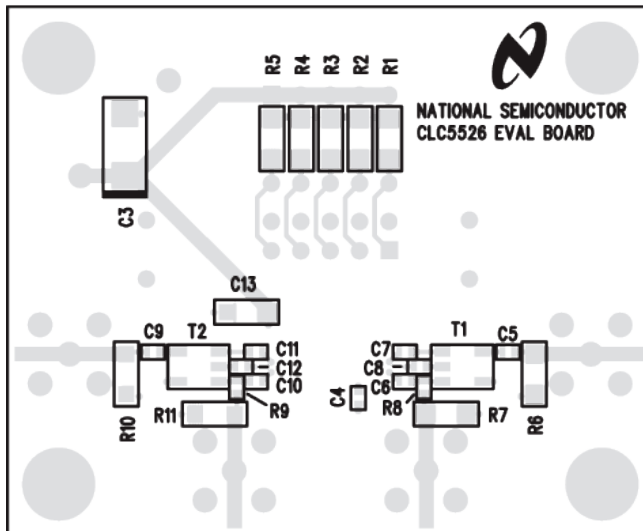 R5 R4 R3 R2 R1
NATIONAL SEMICONDUCTOR
CLC5526 EVAL BOARD
C3
C13
C9 T2 C11
C12
C10
R10 R11 R9
C7 T1 C5
C8
C6
C4 R8 R7 R6